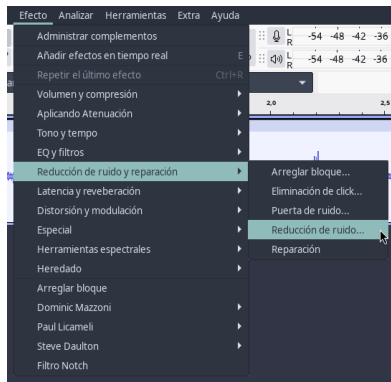 Efecto Analizar Herramientas Extra Ayuda
Administrar complementos
Añadir efectos en tiempo real E
Repetir el último efecto Ctrl+R
Volumen y compresión
Aplicando Atenuación
Tono y tempo
EQ y filtros
Reducción de ruido y reparación
Latencia y reveberación
Distorsión y modulación
Especial
Herramientas espectrales
Heredado
Arreglar bloque
Dominic Mazzoni
Paul Licameli
Steve Daulton
Filtro Notch
L -54 -48 -42 -36
R
L -54 -48 -42 -36
R
2,0 2,5
Arreglar bloque...
Eliminación de click...
Puerta de ruido...
Reducción de ruido...
Reparación